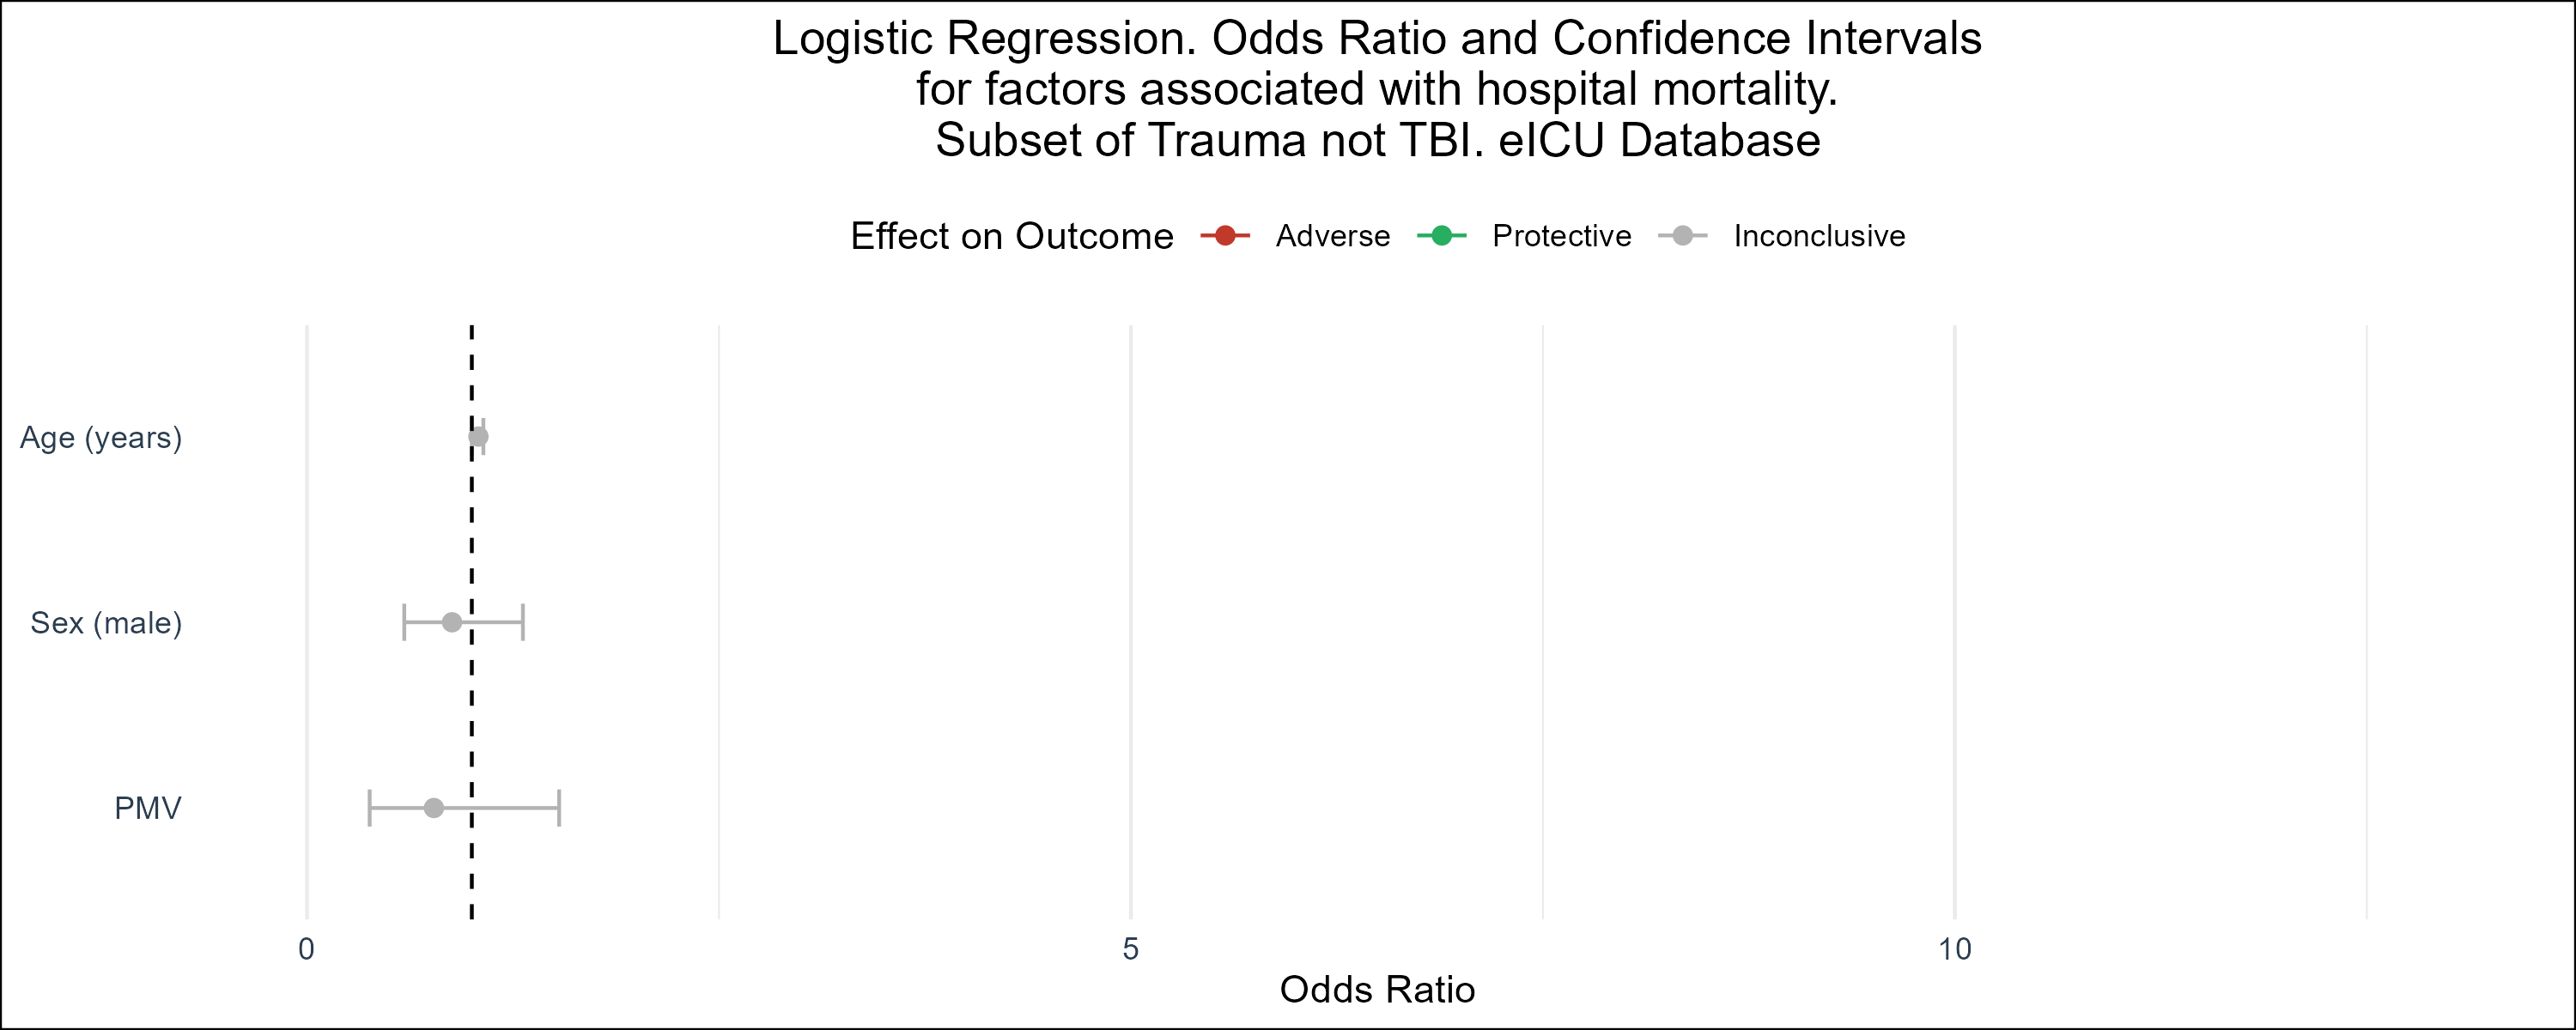 Logistic Regression. Odds Ratio and Confidence Intervals
for factors associated with hospital mortality.
Subset of Trauma not TBI. eICU Database
Effect on Outcome Adverse Protective Inconclusive
Age (years)
Sex (male)
PMV
0 5 10
Odds Ratio